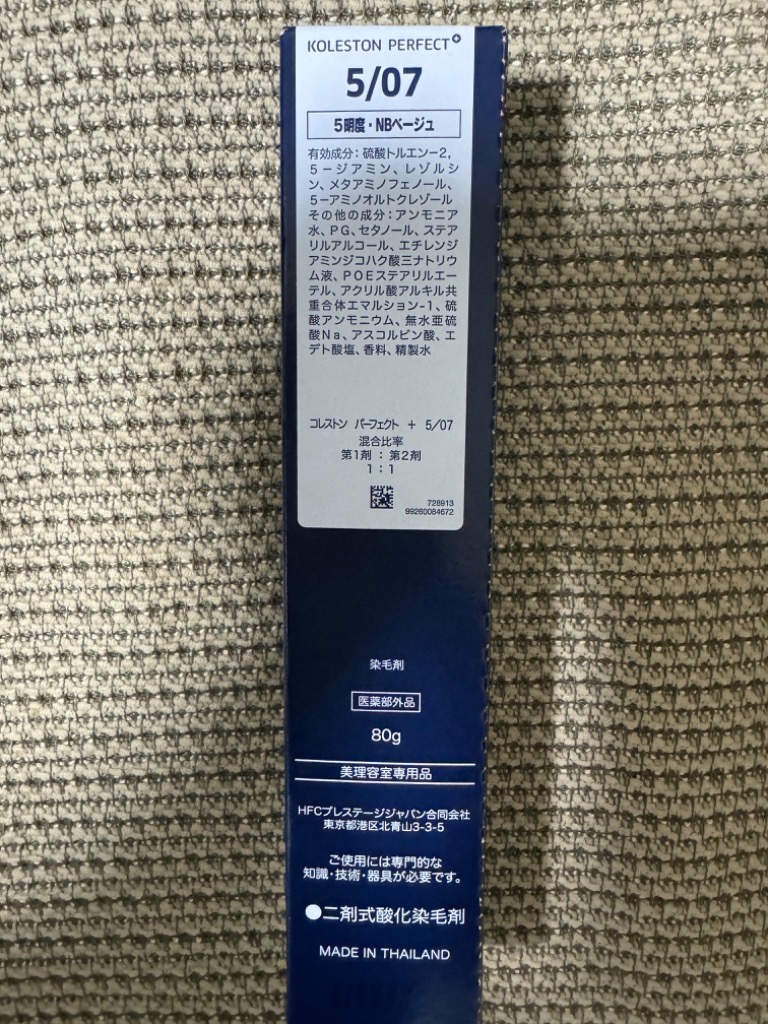 KOLESTON PERFECT+
5/07
5明度・NBベージュ
有効成分：硫酸トルエン−2，
5−ジアミン、レゾルシ
ン、メタアミノフェノール、
5−アミノオルトクレゾール
その他の成分：アンモニア
水、PG、セタノール、ステア
リルアルコール、エチレンジ
アミンジコハク酸三ナトリウ
ム液、POEステアリルエー
テル、アクリル酸アルキル共
重合体エマルション-1、硫
酸アンモニウム、無水亜硫
酸Na、アスコルビン酸、エ
デト酸塩、香料、精製水
コレストン パーフェクト + 5/07
混合比率
第1剤：第2剤
1：1
728913
99260084672
染毛剤
医薬部外品
80g
美理容室専用品
HFCプレステージジャパン合同会社
東京都港区北青山3-3-5
ご使用には専門的な
知識・技術・器具が必要です。
●二剤式酸化染毛剤
MADE IN THAILAND